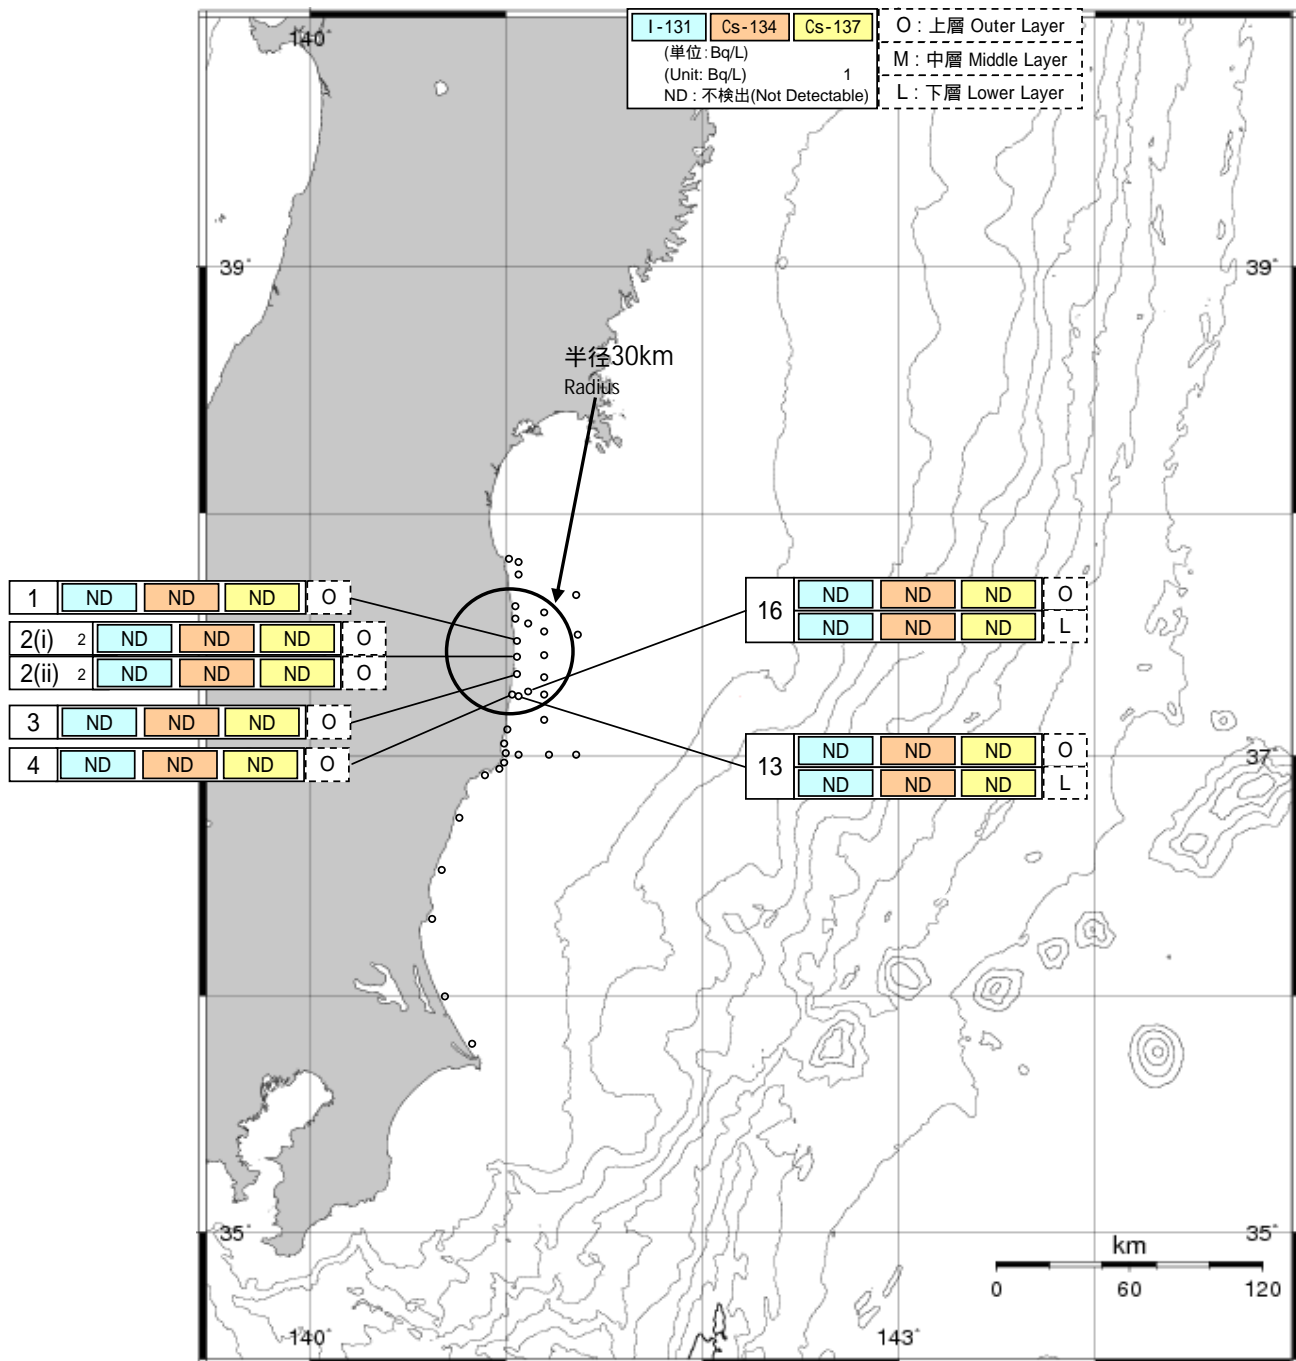 I-131 Cs-134 Cs-137
(単位:Bq/L)
(Unit: Bq/L) 1
ND : 不検出(Not Detectable)
O : 上層 Outer Layer
M : 中層 Middle Layer
L : 下層 Lower Layer
140°
39° 39°
半径30km
Radius
1 ND ND ND O
2(i) 2 ND ND ND O
2(ii) 2 ND ND ND O
3 ND ND ND O
4 ND ND ND O
16 ND ND ND O
ND ND ND L
13 ND ND ND O
ND ND ND L
37°
35° 35°
km
0 60 120
140° 143°